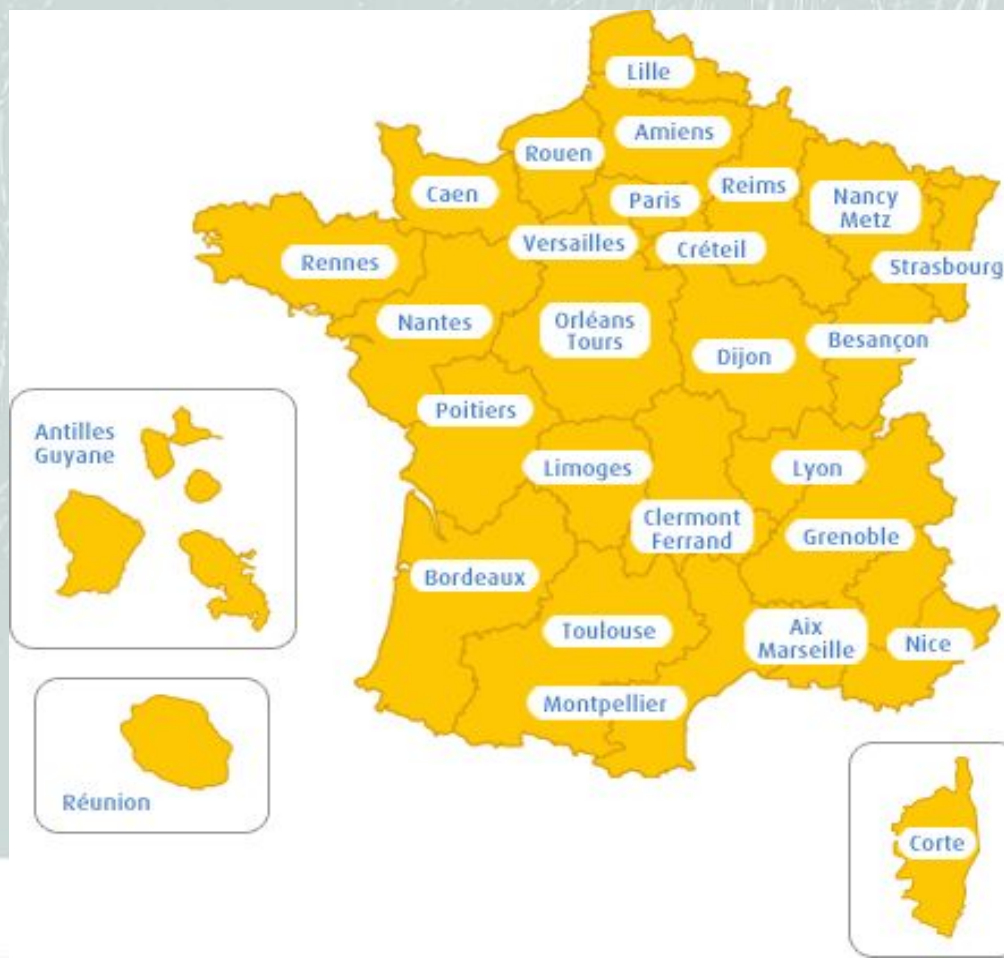 Lille
Amiens
Rouen
Reims
Caen
Paris
Nancy
Metz
Versailles
Créteil
Rennes
Strasbourg
Nantes
Orléans
Tours
Dijon
Besançon
Poitiers
Antilles
Guyane
Limoges
Lyon
Clermont
Ferrand
Grenoble
Bordeaux
Toulouse
Aix
Marseille
Nice
Montpellier
Réunion
Corte